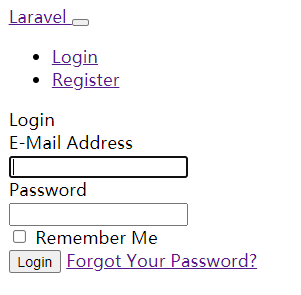 Laravel
Login
Register
Login
E-Mail Address
Password
Remember Me
Login Forgot Your Password?